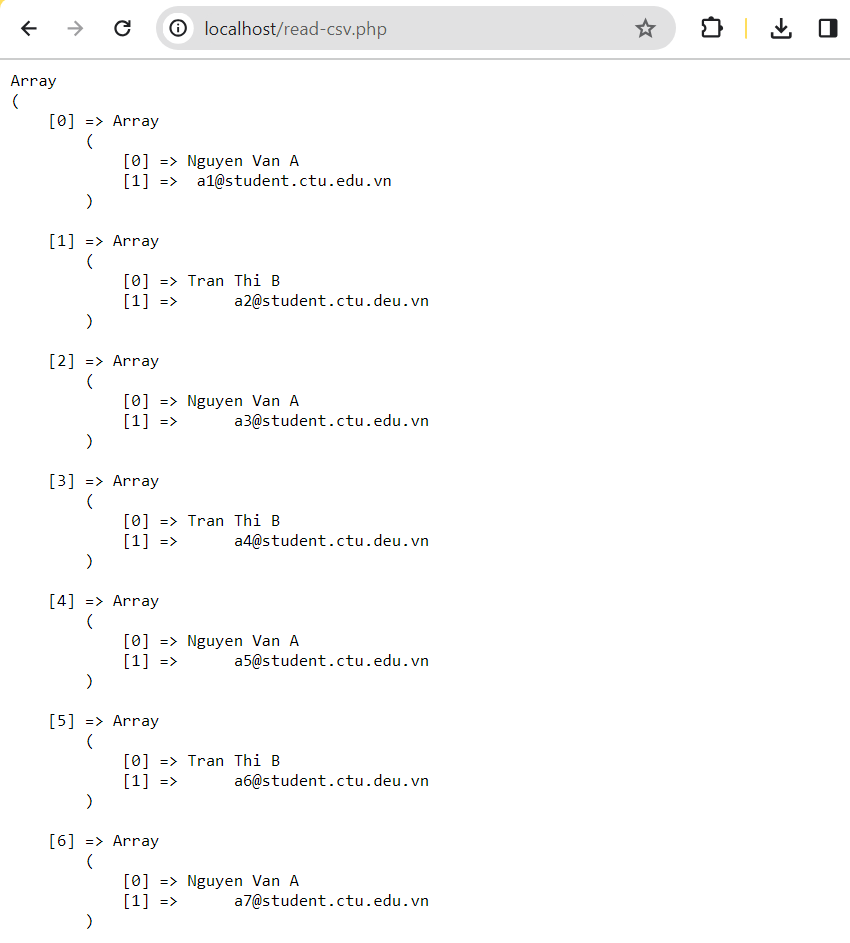 localhost/read-csv.php
Array
(
    [0] => Array
        (
            [0] => Nguyen Van A
            [1] =>  a1@student.ctu.edu.vn
        )

    [1] => Array
        (
            [0] => Tran Thi B
            [1] =>      a2@student.ctu.deu.vn
        )

    [2] => Array
        (
            [0] => Nguyen Van A
            [1] =>      a3@student.ctu.edu.vn
        )

    [3] => Array
        (
            [0] => Tran Thi B
            [1] =>      a4@student.ctu.deu.vn
        )

    [4] => Array
        (
            [0] => Nguyen Van A
            [1] =>      a5@student.ctu.edu.vn
        )

    [5] => Array
        (
            [0] => Tran Thi B
            [1] =>      a6@student.ctu.deu.vn
        )

    [6] => Array
        (
            [0] => Nguyen Van A
            [1] =>      a7@student.ctu.edu.vn
        )